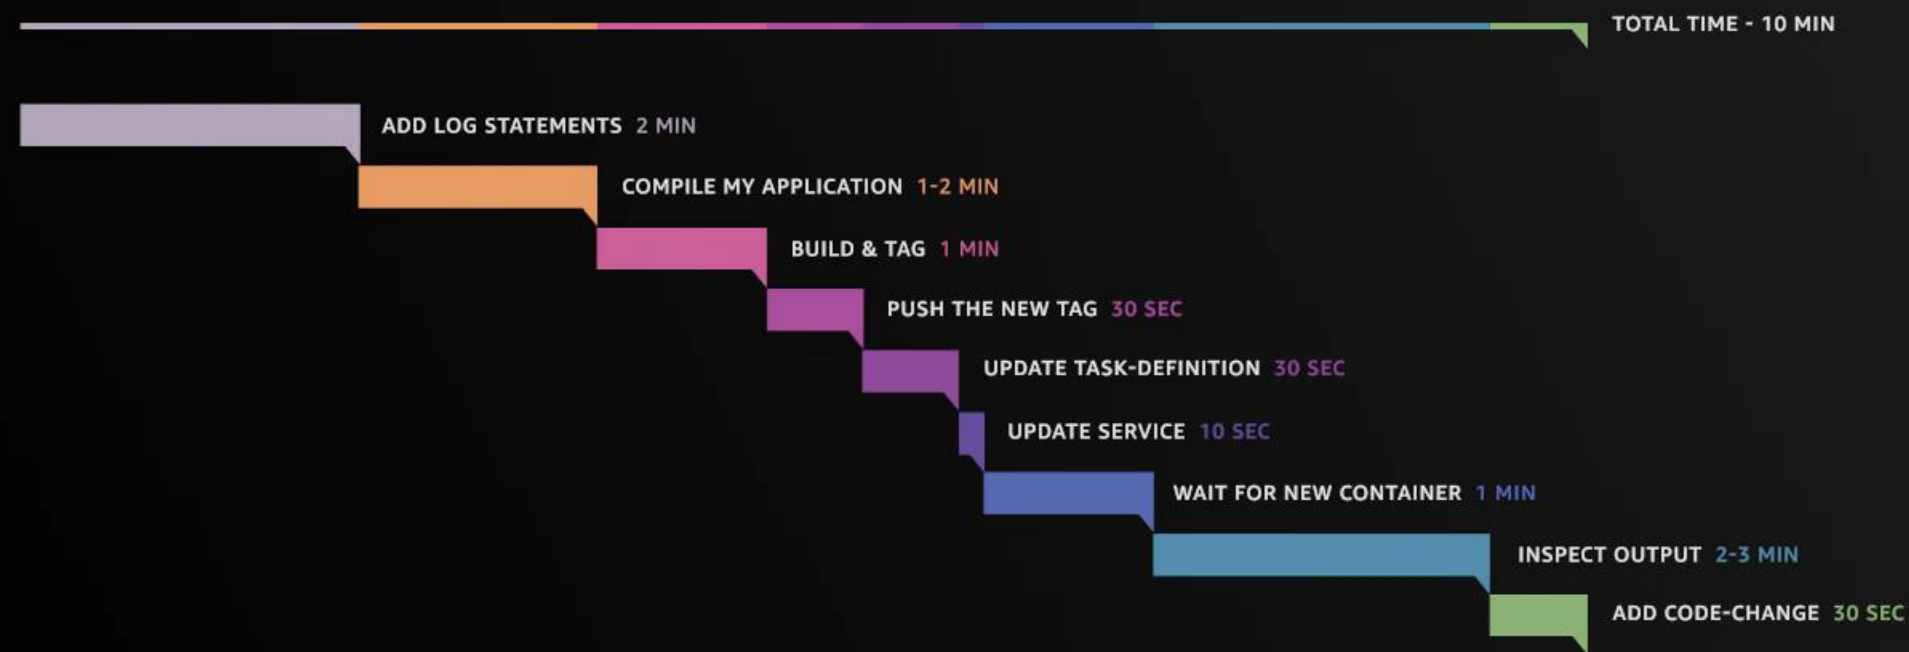 TOTAL TIME - 10 MIN
ADD LOG STATEMENTS 2 MIN
COMPILE MY APPLICATION 1-2 MIN
BUILD & TAG 1 MIN
PUSH THE NEW TAG 30 SEC
UPDATE TASK-DEFINITION 30 SEC
UPDATE SERVICE 10 SEC
WAIT FOR NEW CONTAINER 1 MIN
INSPECT OUTPUT 2-3 MIN
ADD CODE-CHANGE 30 SEC